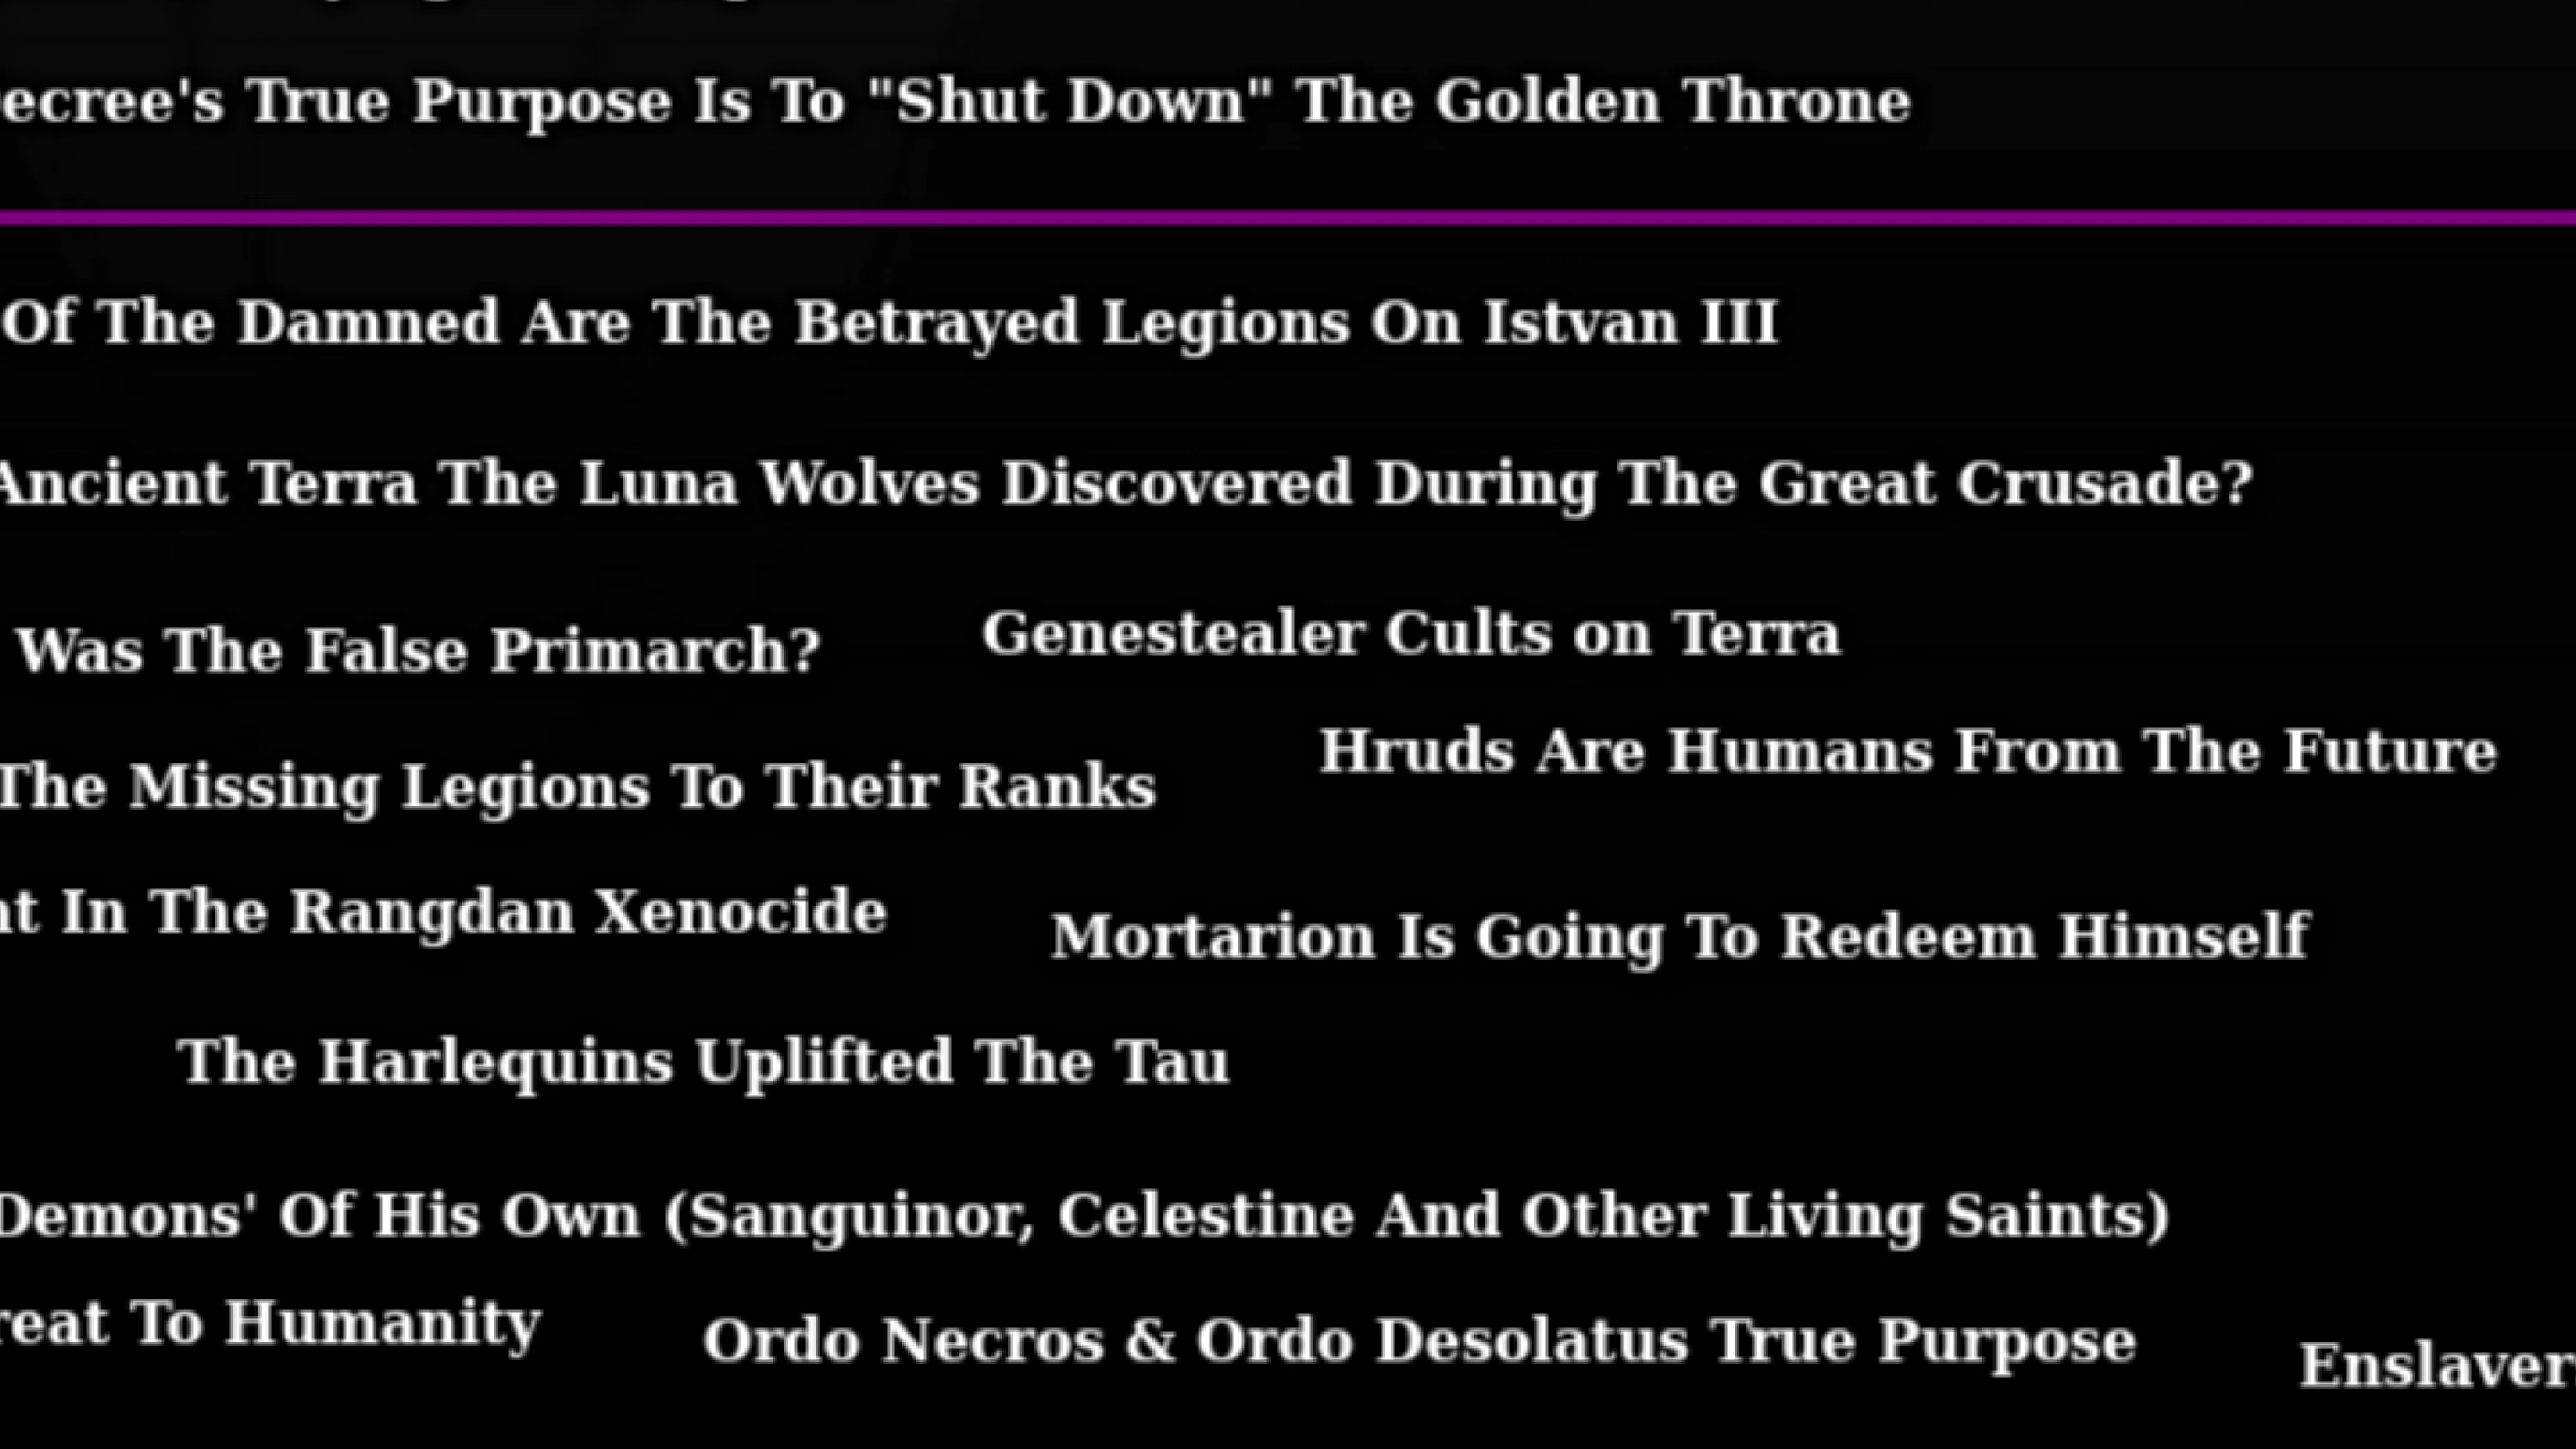 ecree's True Purpose Is To "Shut Down" The Golden Throne
Of The Damned Are The Betrayed Legions On Istvan III
Ancient Terra The Luna Wolves Discovered During The Great Crusade?
Was The False Primarch?
Genestealer Cults on Terra
Hruds Are Humans From The Future
The Missing Legions To Their Ranks
nt In The Rangdan Xenocide
Mortarion Is Going To Redeem Himself
The Harlequins Uplifted The Tau
Demons' Of His Own (Sanguinor, Celestine And Other Living Saints)
reat To Humanity
Ordo Necros & Ordo Desolatus True Purpose
Enslaver